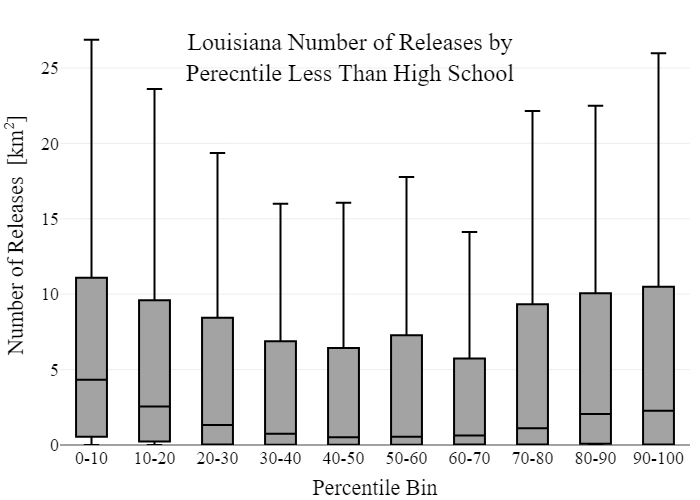 Louisiana Number of Releases by
Perecntile Less Than High School
Number of Releases [km²]
25
20
15
10
5
0
0-10 10-20 20-30 30-40 40-50 50-60 60-70 70-80 80-90 90-100
Percentile Bin